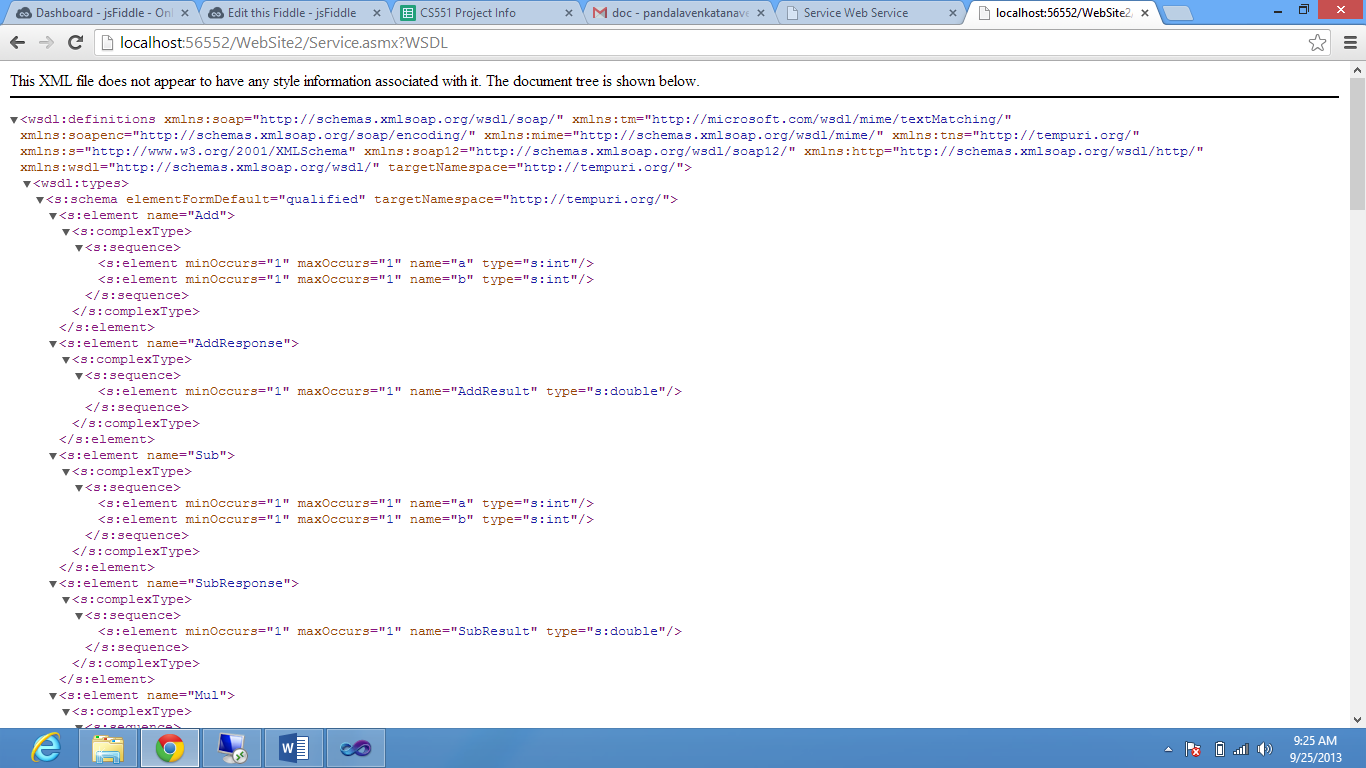 Dashboard - jsFiddle - Onl
Edit this Fiddle - jsFiddle
CS551 Project Info
doc - pandalavenkatanave
Service Web Service
localhost:56552/WebSite2/
localhost:56552/WebSite2/Service.asmx?WSDL
This XML file does not appear to have any style information associated with it. The document tree is shown below.
<wsdl:definitions xmlns:soap="http://schemas.xmlsoap.org/wsdl/soap/" xmlns:tm="http://microsoft.com/wsdl/mime/textMatching/"
xmlns:soapenc="http://schemas.xmlsoap.org/soap/encoding/" xmlns:mime="http://schemas.xmlsoap.org/wsdl/mime/" xmlns:tns="http://tempuri.org/"
xmlns:s="http://www.w3.org/2001/XMLSchema" xmlns:soap12="http://schemas.xmlsoap.org/wsdl/soap12/" xmlns:http="http://schemas.xmlsoap.org/wsdl/http/"
xmlns:wsdl="http://schemas.xmlsoap.org/wsdl/" targetNamespace="http://tempuri.org/">
<wsdl:types>
<s:schema elementFormDefault="qualified" targetNamespace="http://tempuri.org/">
<s:element name="Add">
<s:complexType>
<s:sequence>
<s:element minOccurs="1" maxOccurs="1" name="a" type="s:int"/>
<s:element minOccurs="1" maxOccurs="1" name="b" type="s:int"/>
</s:sequence>
</s:complexType>
</s:element>
<s:element name="AddResponse">
<s:complexType>
<s:sequence>
<s:element minOccurs="1" maxOccurs="1" name="AddResult" type="s:double"/>
</s:sequence>
</s:complexType>
</s:element>
<s:element name="Sub">
<s:complexType>
<s:sequence>
<s:element minOccurs="1" maxOccurs="1" name="a" type="s:int"/>
<s:element minOccurs="1" maxOccurs="1" name="b" type="s:int"/>
</s:sequence>
</s:complexType>
</s:element>
<s:element name="SubResponse">
<s:complexType>
<s:sequence>
<s:element minOccurs="1" maxOccurs="1" name="SubResult" type="s:double"/>
</s:sequence>
</s:complexType>
</s:element>
<s:element name="Mul">
<s:complexType>
<s:sequence>
9:25 AM
9/25/2013